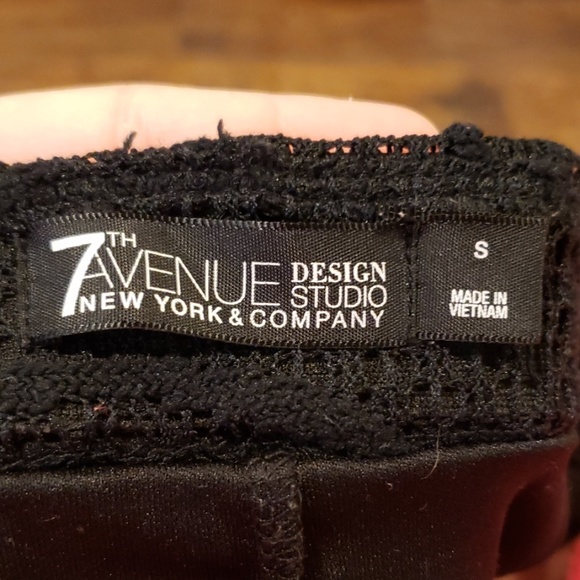 7TH
AVENUE DESIGN STUDIO
NEW YORK & COMPANY
S
MADE IN
VIETNAM